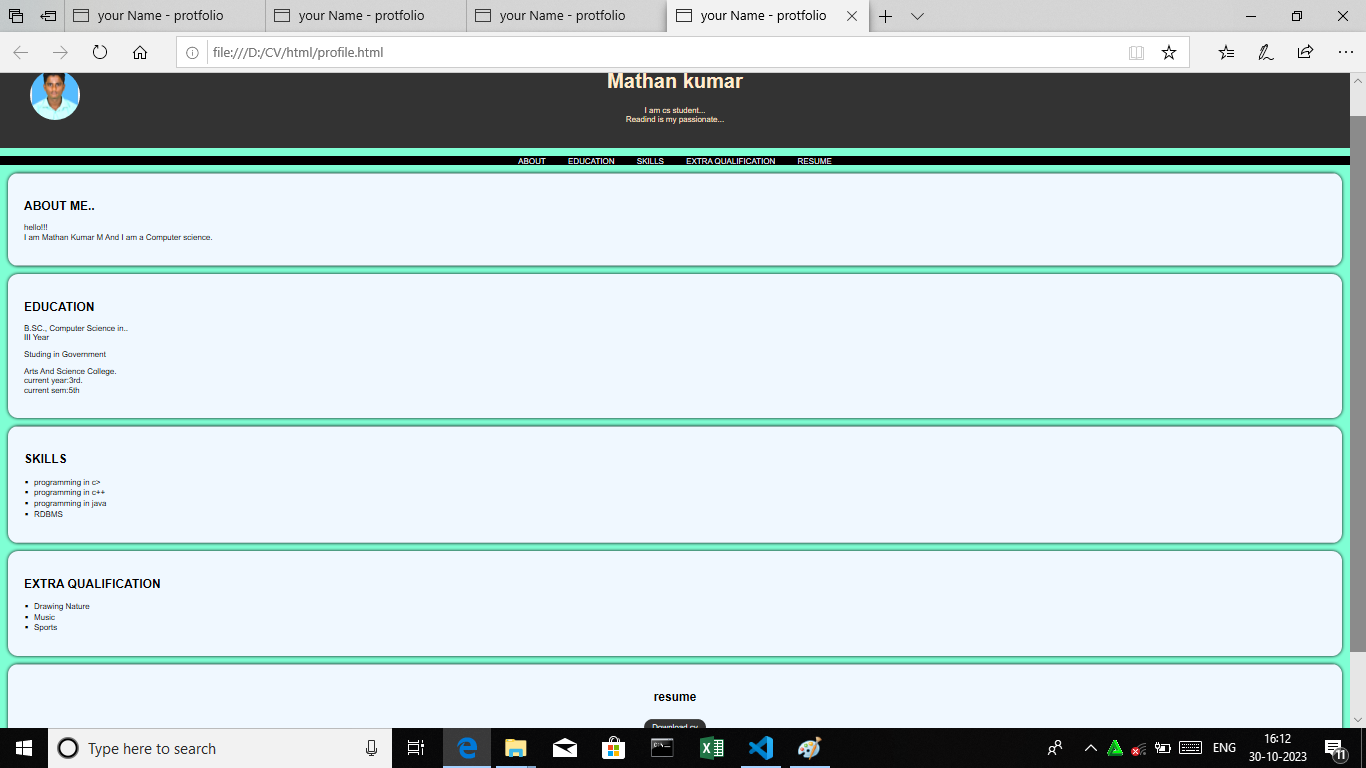 your Name - protfolio
your Name - protfolio
your Name - protfolio
your Name - protfolio
file:///D:/CV/html/profile.html
Mathan kumar
I am cs student...
Readind is my passionate...
ABOUT EDUCATION SKILLS EXTRA QUALIFICATION RESUME
ABOUT ME..
hello!!!
I am Mathan Kumar M And I am a Computer science.
EDUCATION
B.SC., Computer Science in..
III Year
Studing in Government
Arts And Science College.
current year:3rd.
current sem:5th
SKILLS
programming in c>
programming in c++
programming in java
RDBMS
EXTRA QUALIFICATION
Drawing Nature
Music
Sports
resume
Download cv
Type here to search
ENG
16:12
30-10-2023
11